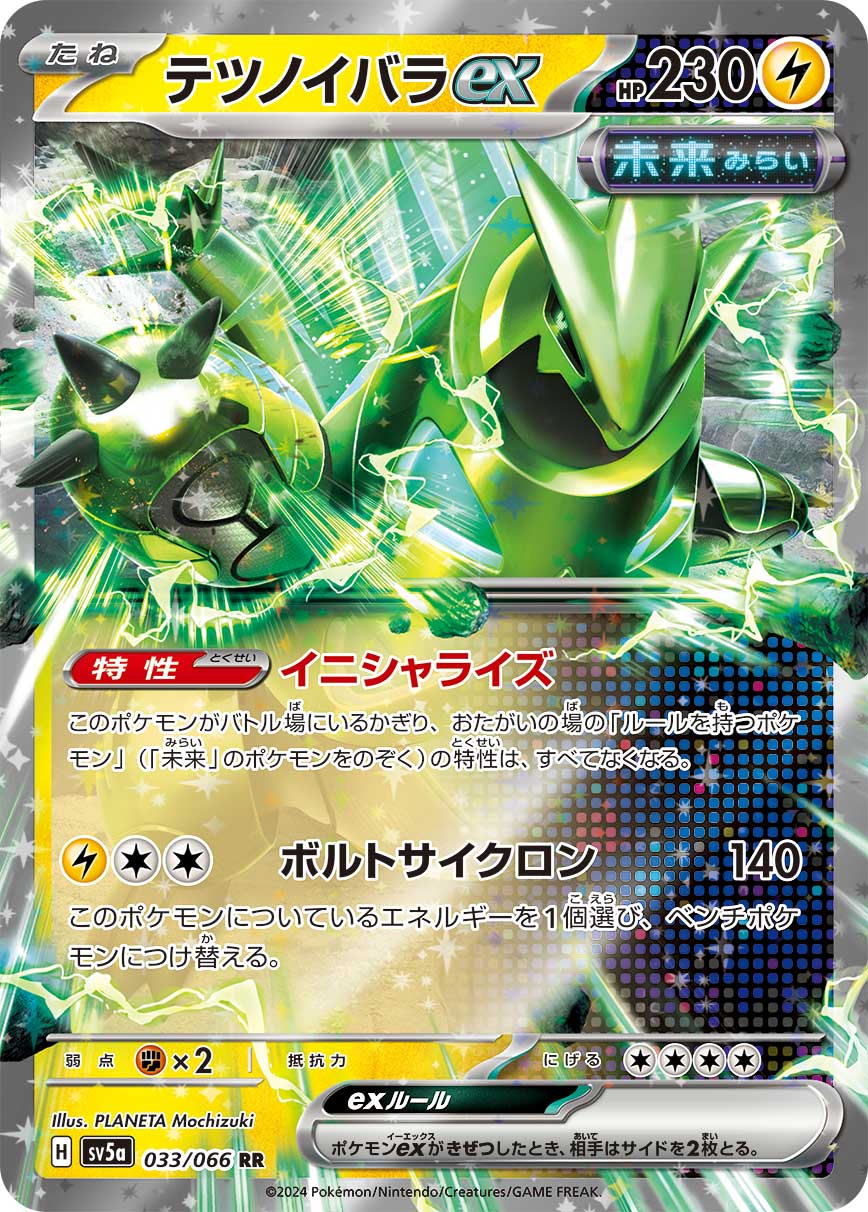 たね
テツノイバラex
HP230
未来 みらい
特性 とくせい イニシャライズ
このポケモンがバトル場にいるかぎり、おたがいの場の「ルールを持つポケ
モン」（「未来」のポケモンをのぞく）の特性は、すべてなくなる。
ボルトサイクロン 140
このポケモンについているエネルギーを1個選び、ベンチポケ
モンにつけ替える。
弱点 ×2 抵抗力 にげる
exルール
ポケモンexがきぜつしたとき、相手はサイドを2枚とる。
Illus. PLANETA Mochizuki
H sv5a 033/066 RR
©2024 Pokémon/Nintendo/Creatures/GAME FREAK.